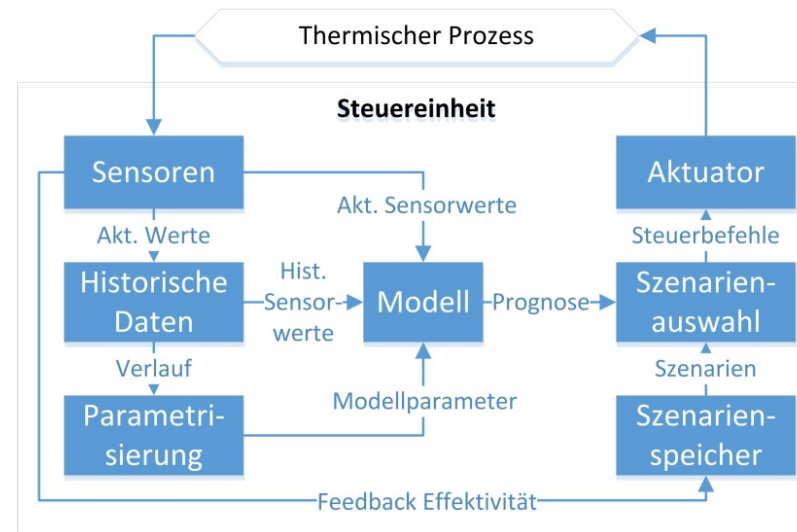 Thermischer Prozess
Steuereinheit
Sensoren
Aktuator
Akt. Sensorwerte
Akt. Werte
Steuerbefehle
Historische
Daten
Hist.
Sensor-
werte
Modell
Prognose
Szenarien-
auswahl
Verlauf
Szenarien
Modellparameter
Parametri-
sierung
Szenarien-
speicher
Feedback Effektivität